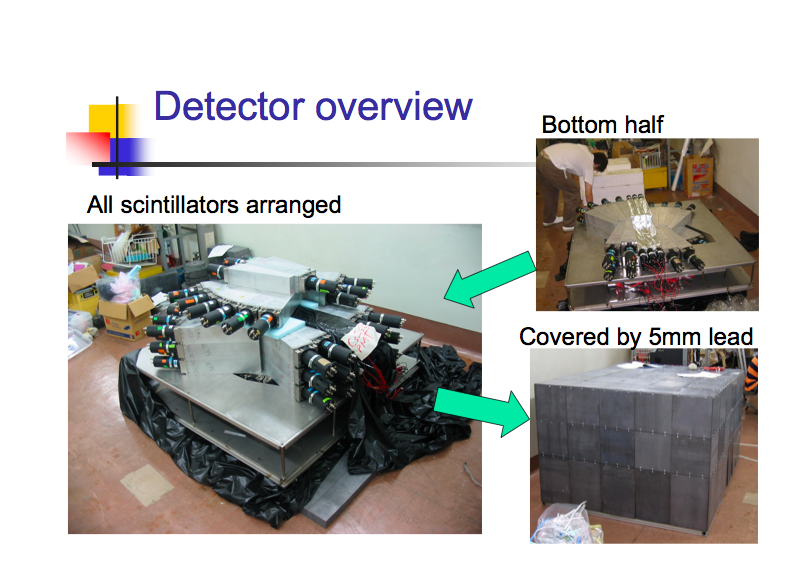 Detector overview
Bottom half
All scintillators arranged
Covered by 5mm lead